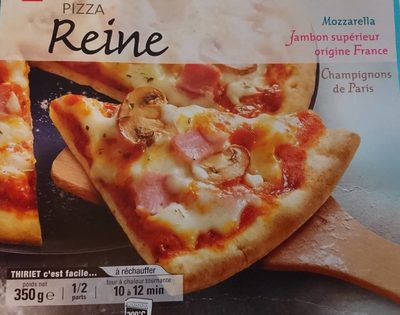 PIZZA
Reine
Mozzarella
Jambon supérieur
origine France
Champignons
de Paris
THIRIET c'est facile...
à réchauffer
poids net
350g e
1/2
parts
four à chaleur tournante
10 à 12 min
200°C